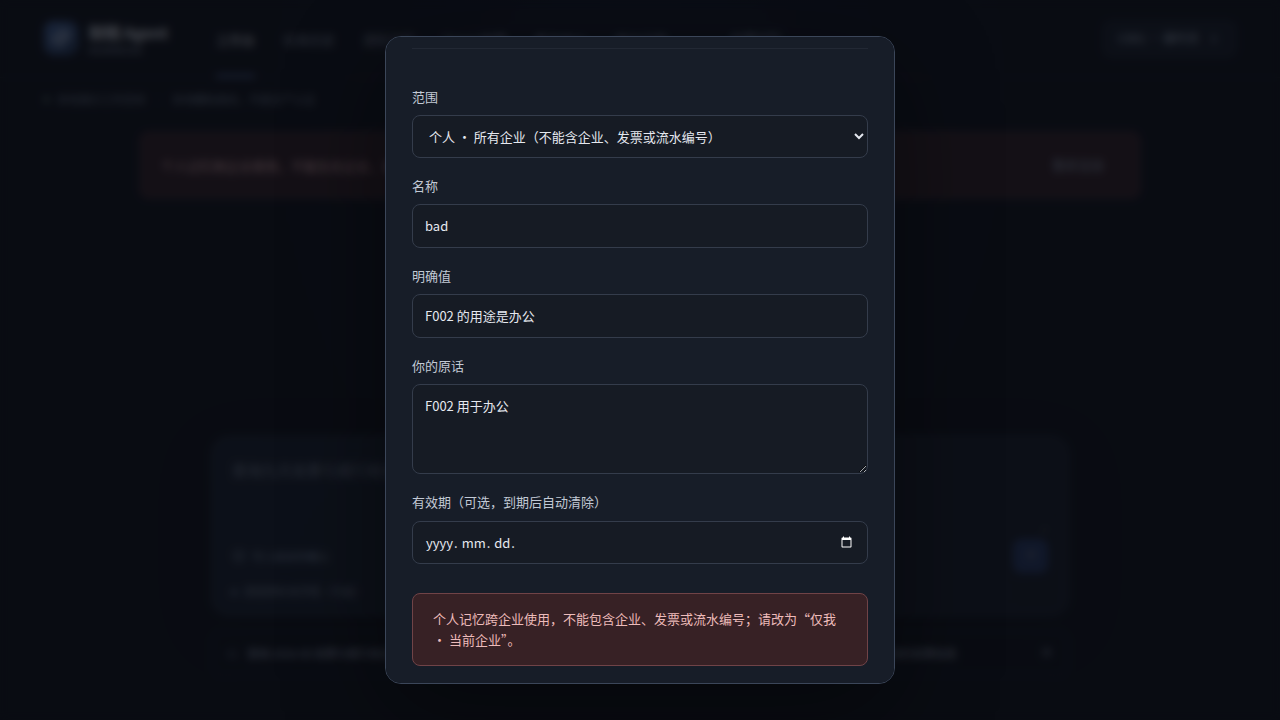 范围
个人 · 所有企业（不能含企业、发票或流水编号）
名称
bad
明确值
F002 的用途是办公
你的原话
F002 用于办公
有效期（可选，到期后自动清除）
yyyy. mm. dd.
个人记忆跨企业使用，不能包含企业、发票或流水编号；请改为“仅我
· 当前企业”。